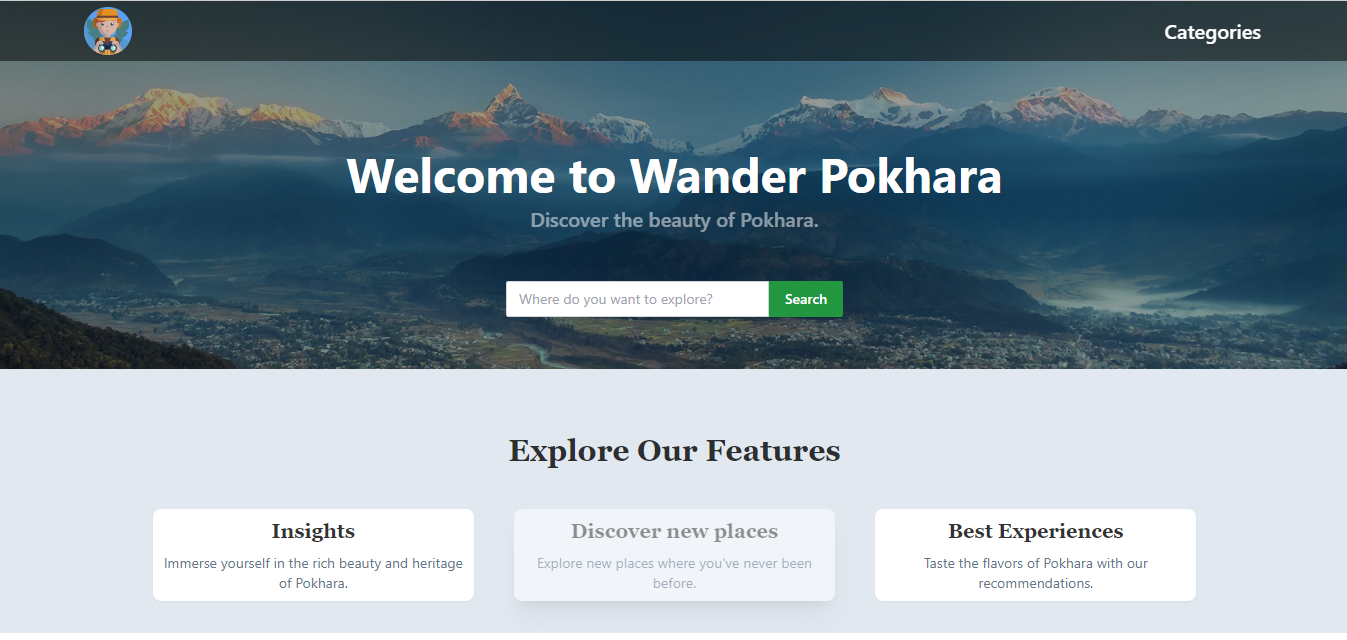 Categories
Welcome to Wander Pokhara
Discover the beauty of Pokhara.
Where do you want to explore?
Search
Explore Our Features
Insights
Immerse yourself in the rich beauty and heritage
of Pokhara.
Discover new places
Explore new places where you've never been
before.
Best Experiences
Taste the flavors of Pokhara with our
recommendations.